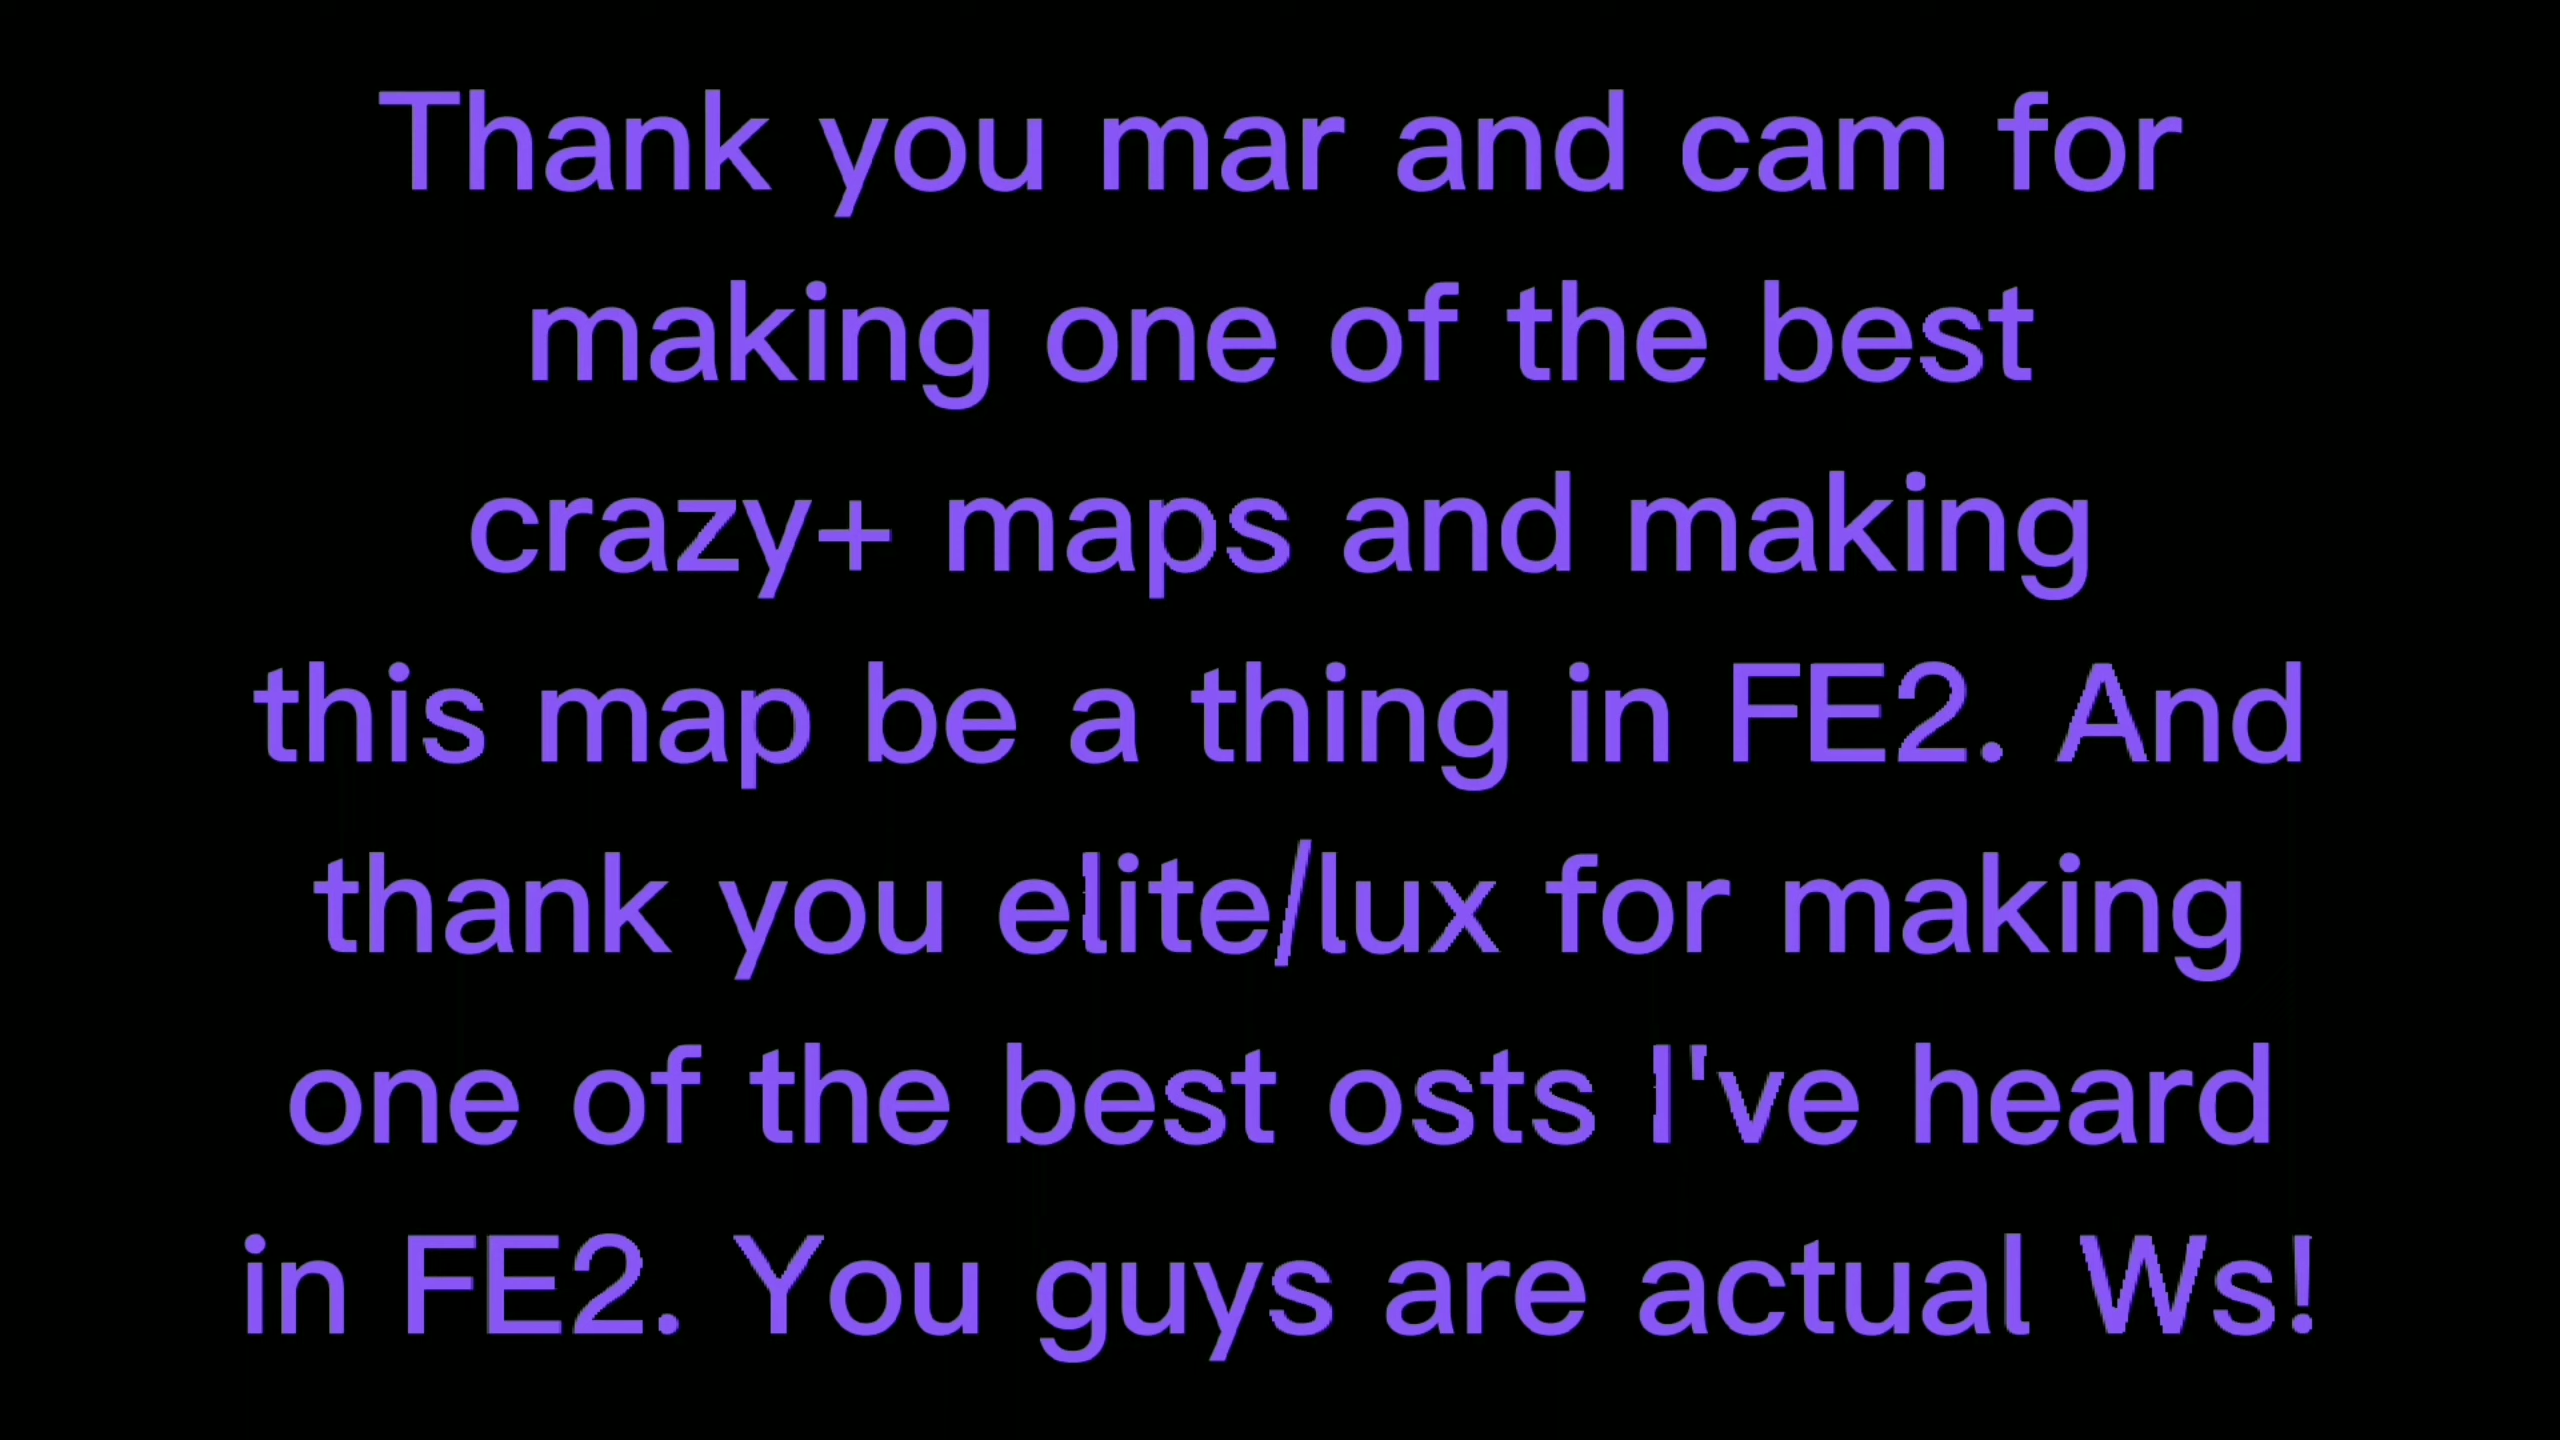 Thank you mar and cam for
making one of the best
crazy+ maps and making
this map be a thing in FE2. And
thank you elite/lux for making
one of the best osts I've heard
in FE2. You guys are actual Ws!